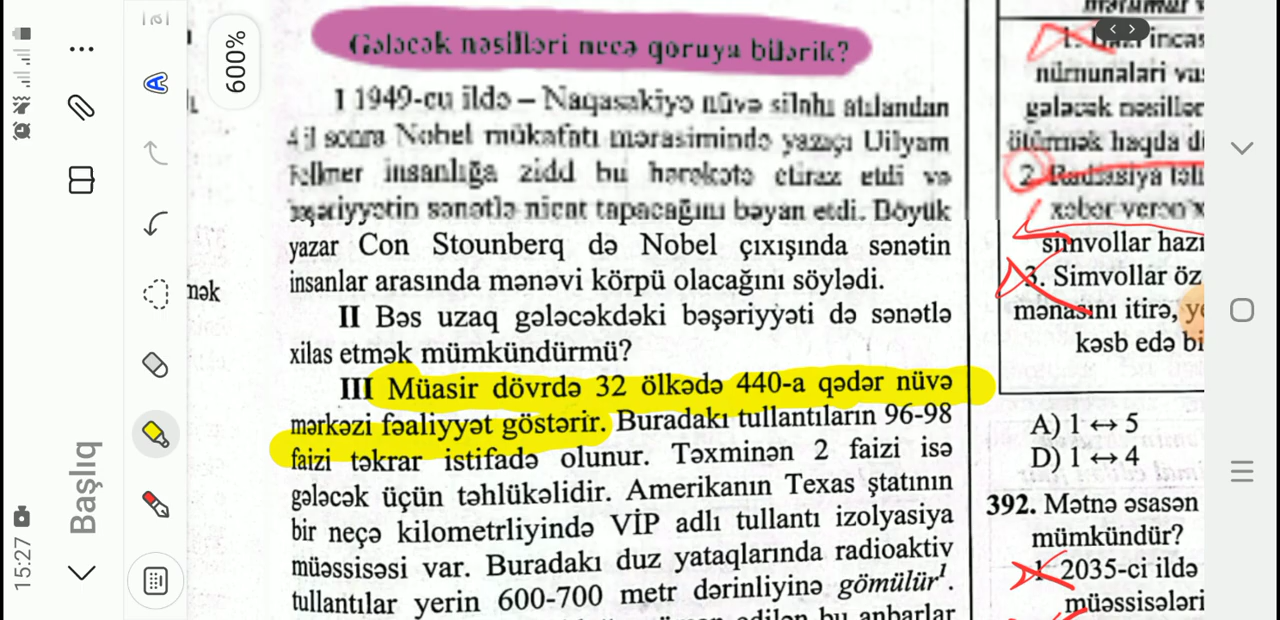 15:27
Başlıq
600%
A
mək
Gələcək nəsilləri necə qoruya bilərik?
I 1949-cu ildə – Naqasakiyə nüvə silahı atılandan
4 il sonra Nobel mükafatı mərasimində yazıçı Uilyam
insanlığa zidd bu hərəkətə etiraz etdi və
bəşəriyyətin sənətlə nicat tapacağını bəyan etdi. Böyük
yazar Con Stounberq də Nobel çıxışında sənətin
insanlar arasında mənəvi körpü olacağını söylədi.
II Bəs uzaq gələcəkdəki bəşəriyyəti də sənətlə
xilas etmək mümkündürmü?
III Müasir dövrdə 32 ölkədə 440-a qədər nüvə
mərkəzi fəaliyyət göstərir. Buradakı tullantıların 96-98
faizi təkrar istifadə olunur. Təxminən 2 faizi isə
gələcək üçün təhlükəlidir. Amerikanın Texas ştatının
bir neçə kilometrliyində VİP adlı tullantı izolyasiya
müəssisəsi var. Buradakı duz yataqlarında radioaktiv
tullantılar yerin 600-700 metr dərinliyinə gömülür¹.
bu anbarlar
1.
nümunələri
gələcək nəsillər
ötürmək haqda
2
xəbər verən
simvollar hazı
3. Simvollar öz
mənasını itirə,
kəsb edə bi
A) 1 ↔ 5
D) 1 ↔ 4
392. Mətnə əsasən
mümkündür?
1. 2035-ci ildə
müəssisələri